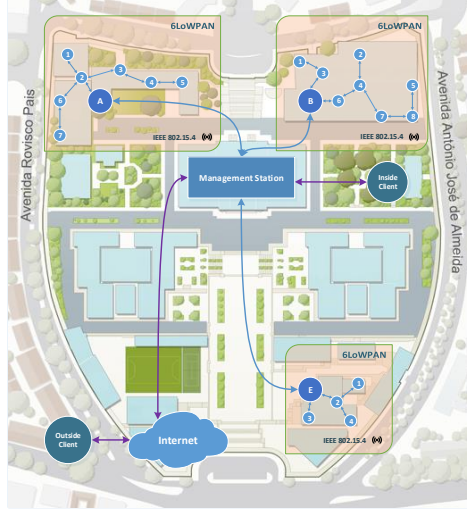 6LoWPAN
1
2
3
4
5
6
7
A
IEEE 802.15.4
6LoWPAN
1
2
3
4
5
6
7
8
B
IEEE 802.15.4
Avenida Rovisco Pais
Avenida António José de Almeida
Management Station
Inside
Client
6LoWPAN
E
1
2
3
4
IEEE 802.15.4
Outside
Client
Internet